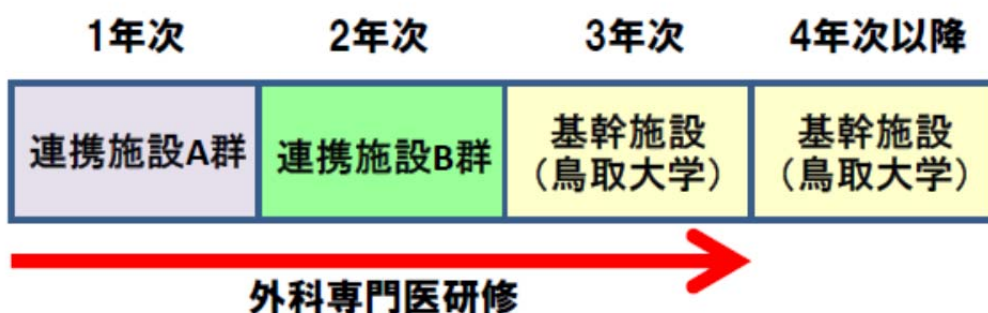 1年次 2年次 3年次 4年次以降
連携施設A群 連携施設B群 基幹施設 基幹施設
(鳥取大学) (鳥取大学)
外科専門医研修